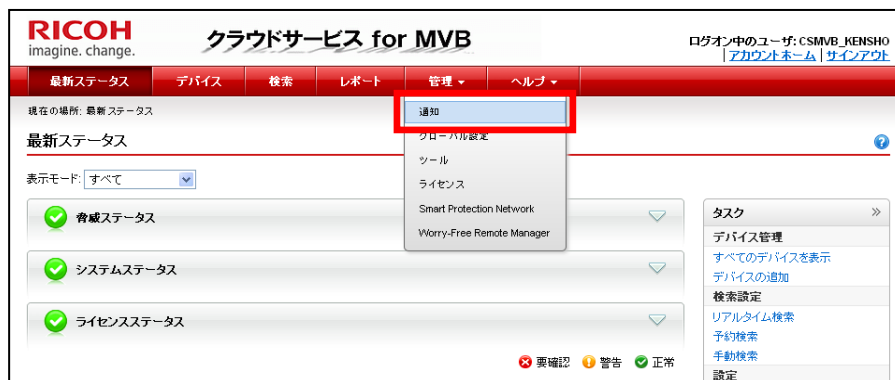 RICOH
imagine. change.
クラウドサービス for MVB
ログオン中のユーザ: CSMVB_KENSHO
| アカウントホーム | サインアウト
最新ステータス デバイス 検索 レポート 管理 ヘルプ
現在の場所: 最新ステータス
通知
グローバル設定
ツール
ライセンス
Smart Protection Network
Worry-Free Remote Manager
最新ステータス
表示モード: すべて
脅威ステータス
システムステータス
ライセンスステータス
要確認 警告 正常
タスク
デバイス管理
すべてのデバイスを表示
デバイスの追加
検索設定
リアルタイム検索
予約検索
手動検索
設定